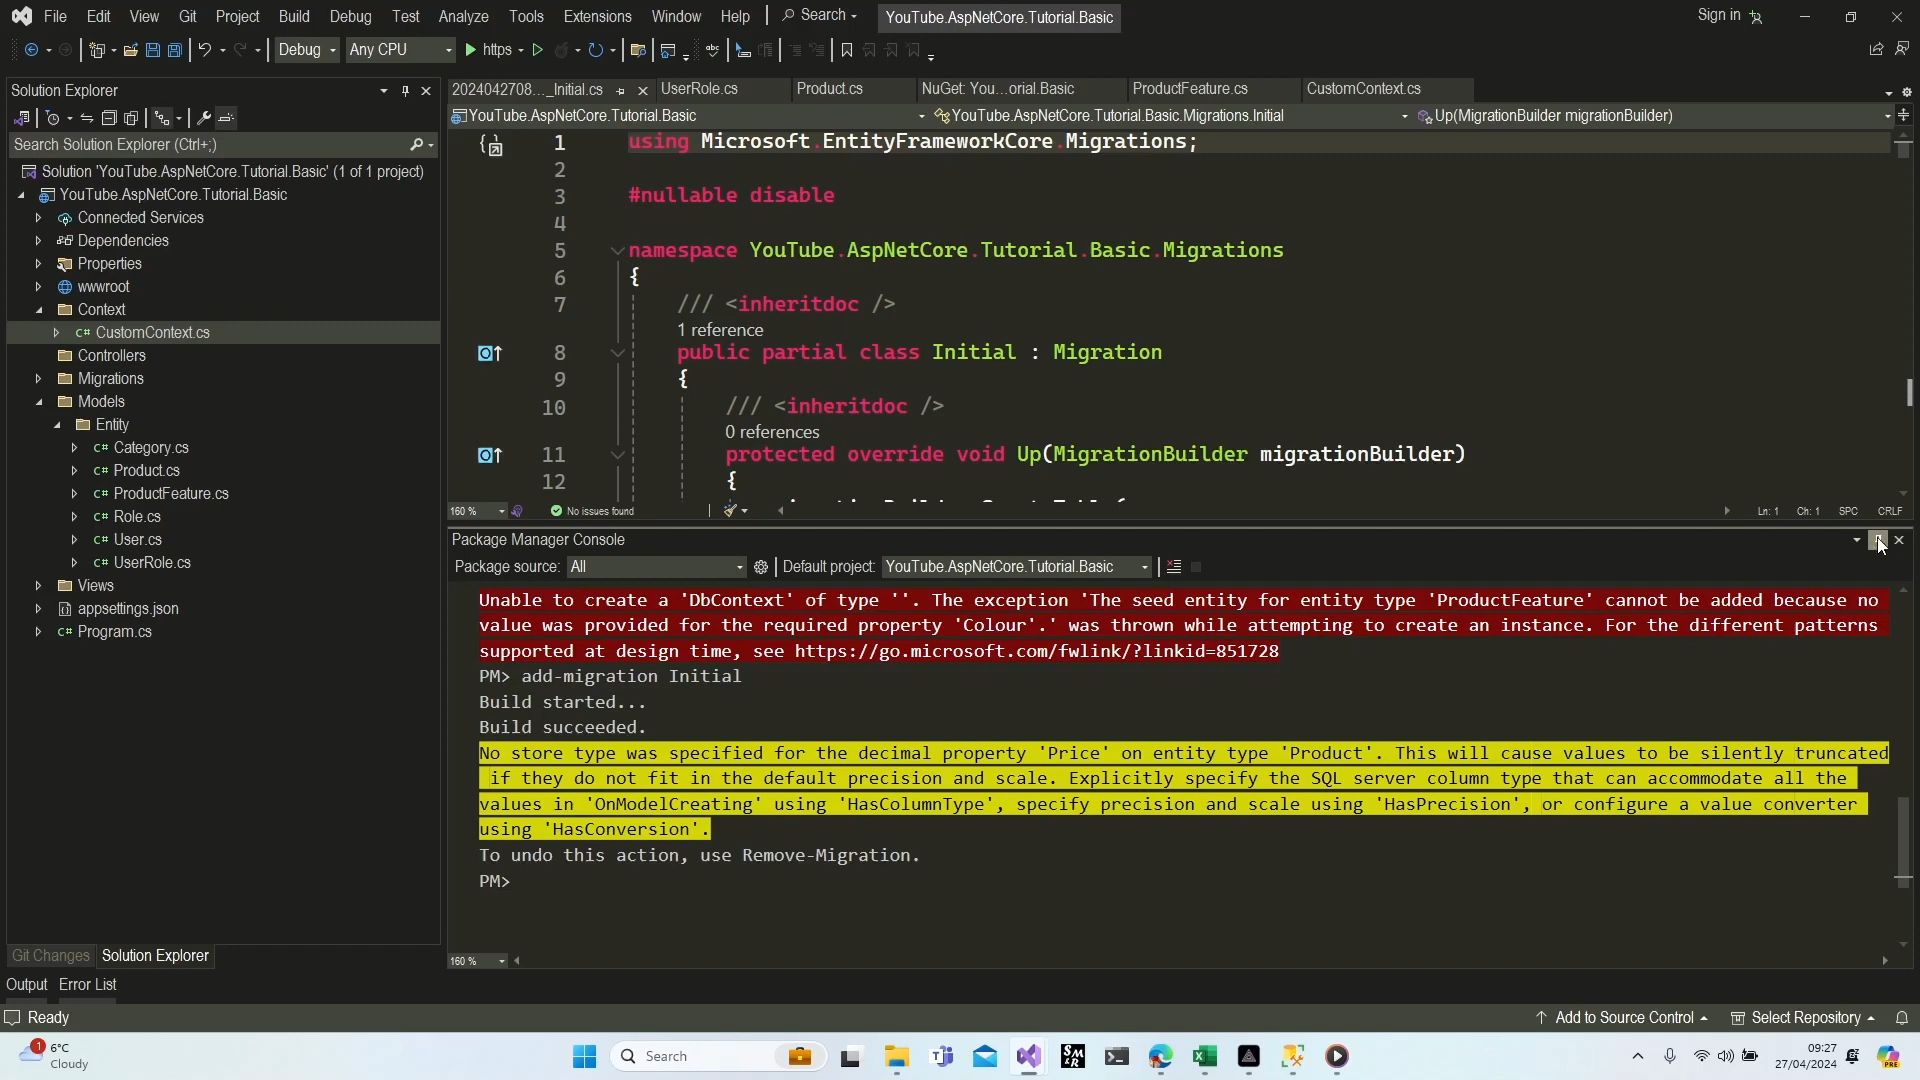 File Edit View Git Project Build Debug Test Analyze Tools Extensions Window Help Search YouTube.AspNetCore.Tutorial.Basic Sign in
Debug Any CPU https
Solution Explorer
Search Solution Explorer (Ctrl+;)
Solution 'YouTube.AspNetCore.Tutorial.Basic' (1 of 1 project)
YouTube.AspNetCore.Tutorial.Basic
Connected Services
Dependencies
Properties
wwwroot
Context
C# CustomContext.cs
Controllers
Migrations
Models
Entity
C# Category.cs
C# Product.cs
C# ProductFeature.cs
C# Role.cs
C# User.cs
C# UserRole.cs
Views
appsettings.json
C# Program.cs
Git Changes Solution Explorer
2024042708..._Initial.cs UserRole.cs Product.cs NuGet: You...orial.Basic ProductFeature.cs CustomContext.cs
YouTube.AspNetCore.Tutorial.Basic YouTube.AspNetCore.Tutorial.Basic.Migrations.Initial Up(MigrationBuilder migrationBuilder)
1 using Microsoft.EntityFrameworkCore.Migrations;
2
3 #nullable disable
4
5 namespace YouTube.AspNetCore.Tutorial.Basic.Migrations
6 {
7 /// <inheritdoc />
1 reference
8 public partial class Initial : Migration
9 {
10 /// <inheritdoc />
0 references
11 protected override void Up(MigrationBuilder migrationBuilder)
12 {
160 % No issues found Ln: 1 Ch: 1 SPC CRLF
Package Manager Console
Package source: All Default project: YouTube.AspNetCore.Tutorial.Basic
Unable to create a 'DbContext' of type ''. The exception 'The seed entity for entity type 'ProductFeature' cannot be added because no
value was provided for the required property 'Colour'.' was thrown while attempting to create an instance. For the different patterns
supported at design time, see https://go.microsoft.com/fwlink/?linkid=851728
PM> add-migration Initial
Build started...
Build succeeded.
No store type was specified for the decimal property 'Price' on entity type 'Product'. This will cause values to be silently truncated
if they do not fit in the default precision and scale. Explicitly specify the SQL server column type that can accommodate all the
values in 'OnModelCreating' using 'HasColumnType', specify precision and scale using 'HasPrecision', or configure a value converter
using 'HasConversion'.
To undo this action, use Remove-Migration.
PM>
160 %
Output Error List
Ready Add to Source Control Select Repository
1 6°C
Cloudy
Search
09:27
27/04/2024